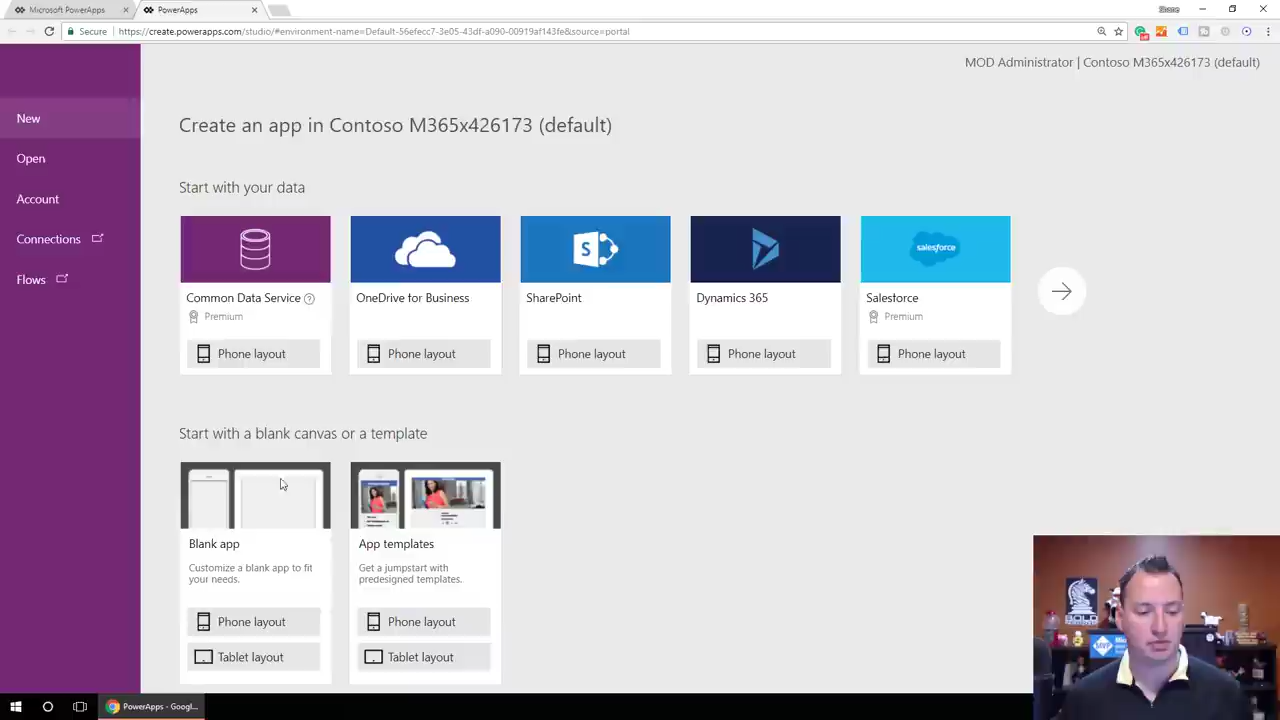 Microsoft PowerApps
PowerApps
Shane
Secure
https://create.powerapps.com/studio/#environment-name=Default-56efecc7-3e05-43df-a090-00919af143fe&source=portal
MOD Administrator | Contoso M365x426173 (default)
New
Open
Account
Connections
Flows
Create an app in Contoso M365x426173 (default)
Start with your data
S
salesforce
Common Data Service ?
Premium
Phone layout
OneDrive for Business
Phone layout
SharePoint
Phone layout
Dynamics 365
Phone layout
Salesforce
Premium
Phone layout
Start with a blank canvas or a template
Blank app
Customize a blank app to fit
your needs.
Phone layout
Tablet layout
App templates
Get a jumpstart with
predesigned templates.
Phone layout
Tablet layout
BOLD
MVP
PowerApps - Googl...